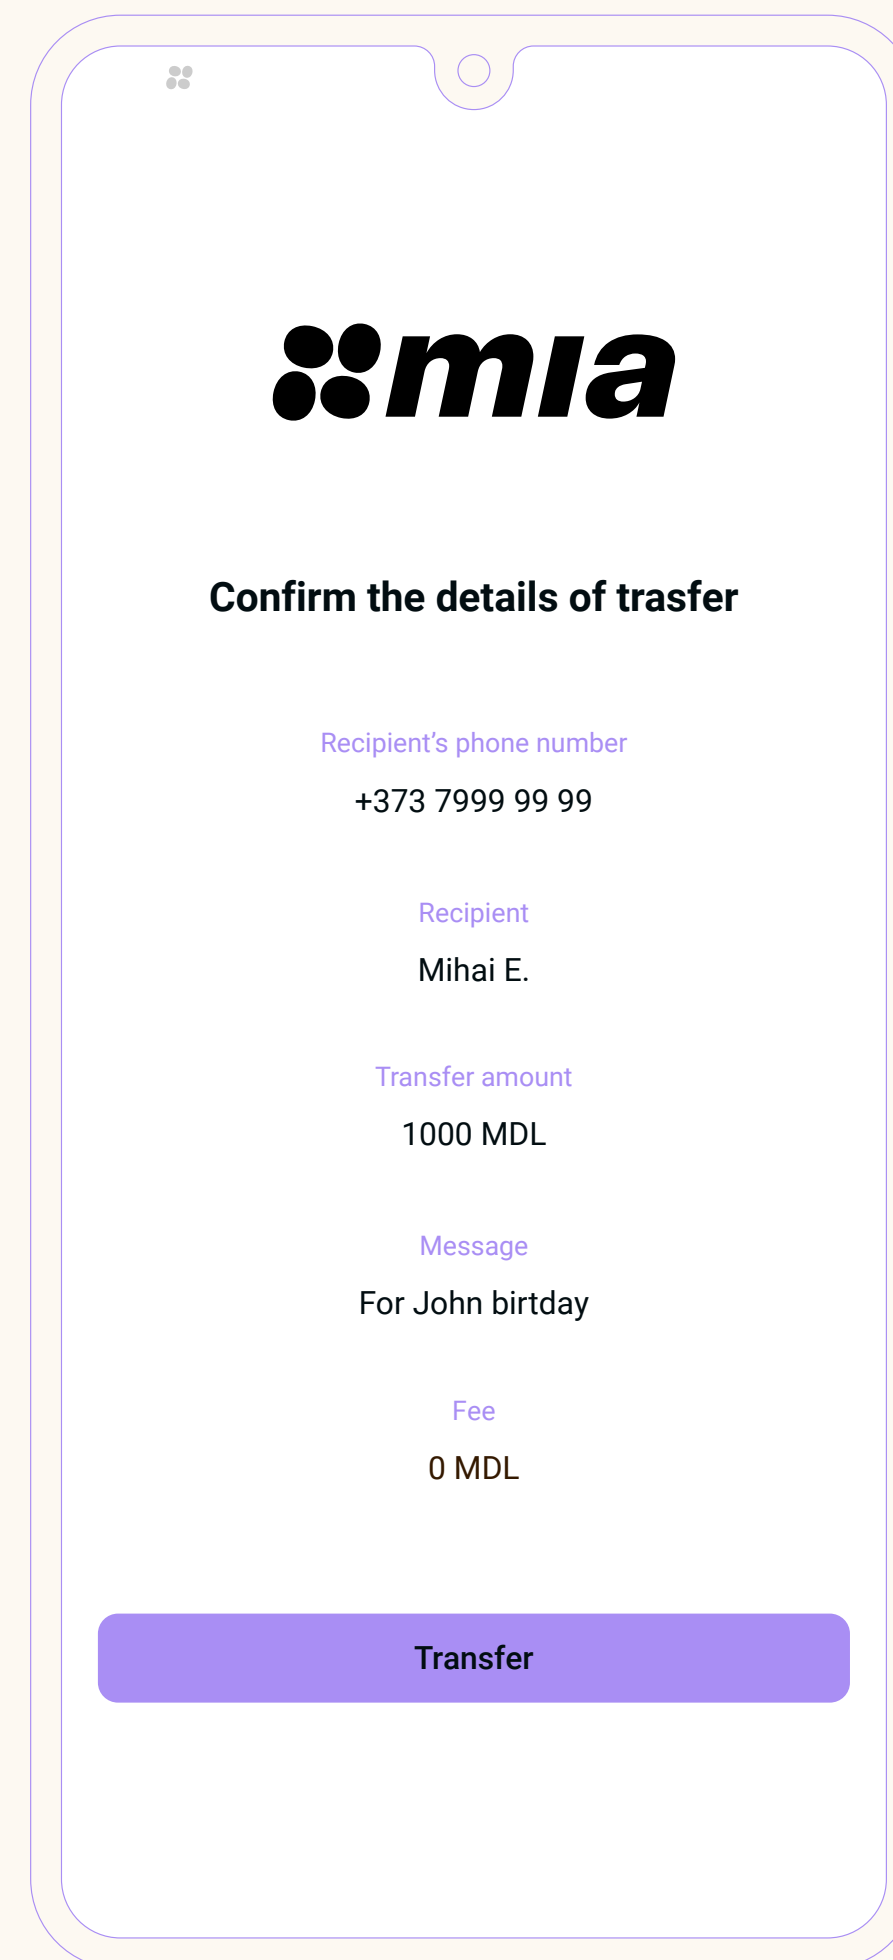 mia
Confirm the details of trasfer
Recipient’s phone number
+373 7999 99 99
Recipient
Mihai E.
Transfer amount
1000 MDL
Message
For John birtday
Fee
0 MDL
Transfer